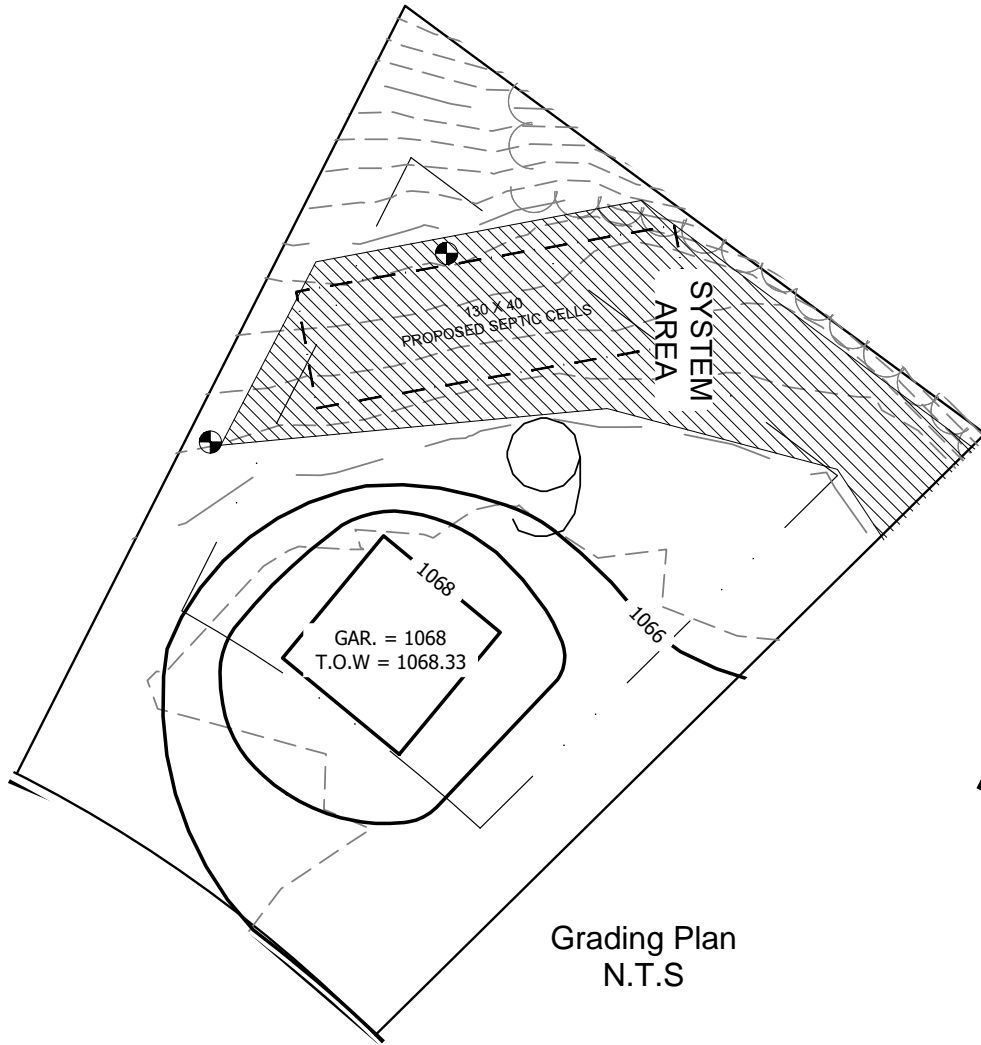 130 X 40
PROPOSED SEPTIC CELLS
SYSTEM
AREA
1068
GAR. = 1068
T.O.W = 1068.33
1066
Grading Plan
N.T.S